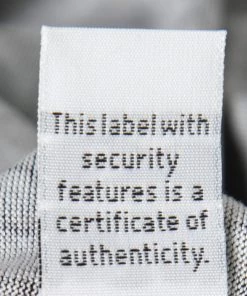 This label with
security
features is a
certificate of
authenticity.